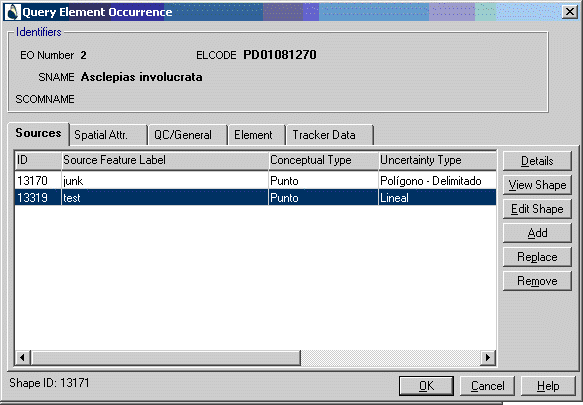 Query Element Occurrence
Identifiers
EO Number 2 ELCODE PD01081270
SNAME Asclepias involucrata
SCOMNAME
Sources Spatial Attr. QC/General Element Tracker Data
ID Source Feature Label Conceptual Type Uncertainty Type
13170 junk Punto Polígono - Delimitado
13319 test Punto Lineal
Details
View Shape
Edit Shape
Add
Replace
Remove
Shape ID: 13171
OK Cancel Help